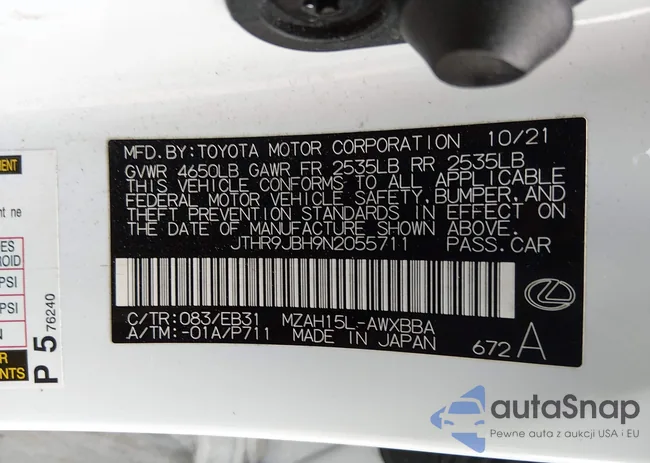 MFD.BY:TOYOTA MOTOR CORPORATION 10/21
GVWR 4650LB GAWR FR 2535LB RR 2535LB
THIS VEHICLE CONFORMS TO ALL APPLICABLE
FEDERAL MOTOR VEHICLE SAFETY, BUMPER, AND
THEFT PREVENTION STANDARDS IN EFFECT ON
THE DATE OF MANUFACTURE SHOWN ABOVE.
JTHR9JBH9N2055711 PASS.CAR
C/TR:083/EB31 MZAH15L-AWXBBA
A/TM:-01A/P711 MADE IN JAPAN
672 A
PSI
PSI
P 5 76240
autoSnap
Pewne auta z aukcji USA i EU